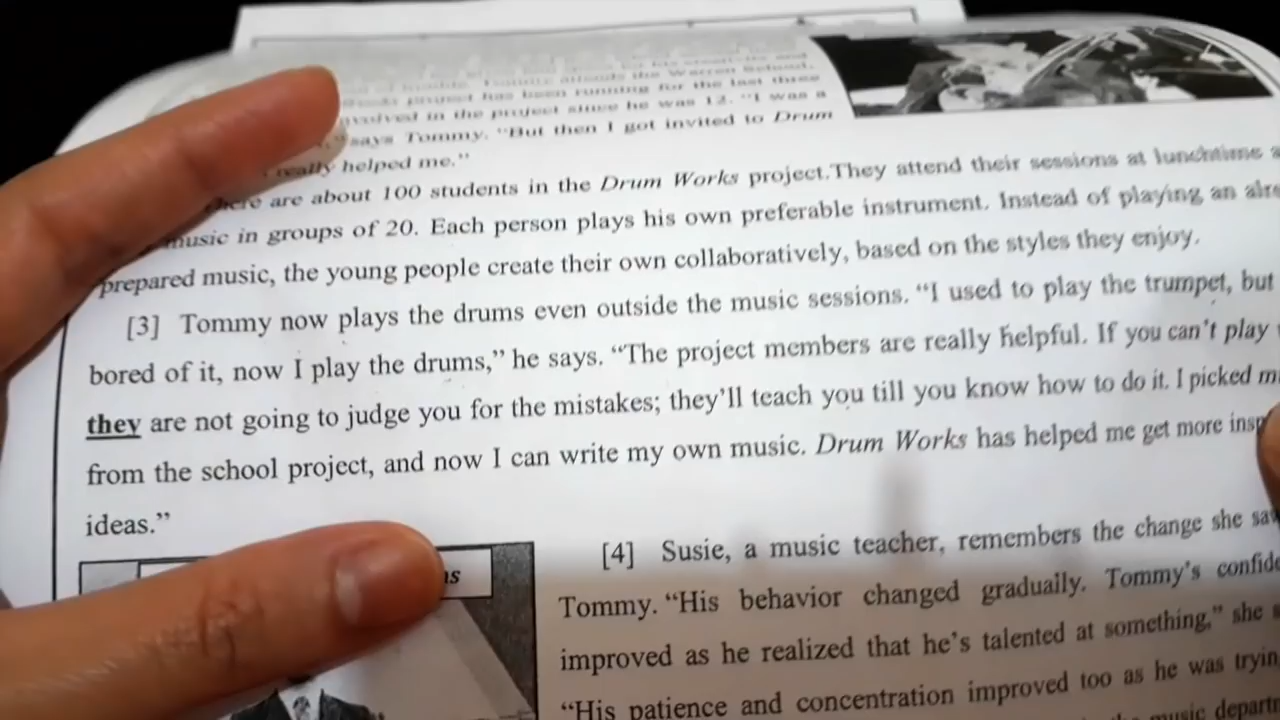 project has been running for the last three
in the project since he was 12. "I was a
says Tommy. "But then I got invited to Drum
really helped me."
are about 100 students in the Drum Works project.They attend their sessions at lunchtime
music in groups of 20. Each person plays his own preferable instrument. Instead of playing an
prepared music, the young people create their own collaboratively, based on the styles they enjoy.
[3] Tommy now plays the drums even outside the music sessions. "I used to play the trumpet, but
bored of it, now I play the drums," he says. "The project members are really helpful. If you can't play
they are not going to judge you for the mistakes; they'll teach you till you know how to do it. I picked
from the school project, and now I can write my own music. Drum Works has helped me get more
ideas."
[4] Susie, a music teacher, remembers the change she
Tommy. "His behavior changed gradually. Tommy's
improved as he realized that he's talented at something," she
"His patience and concentration improved too as he was
music